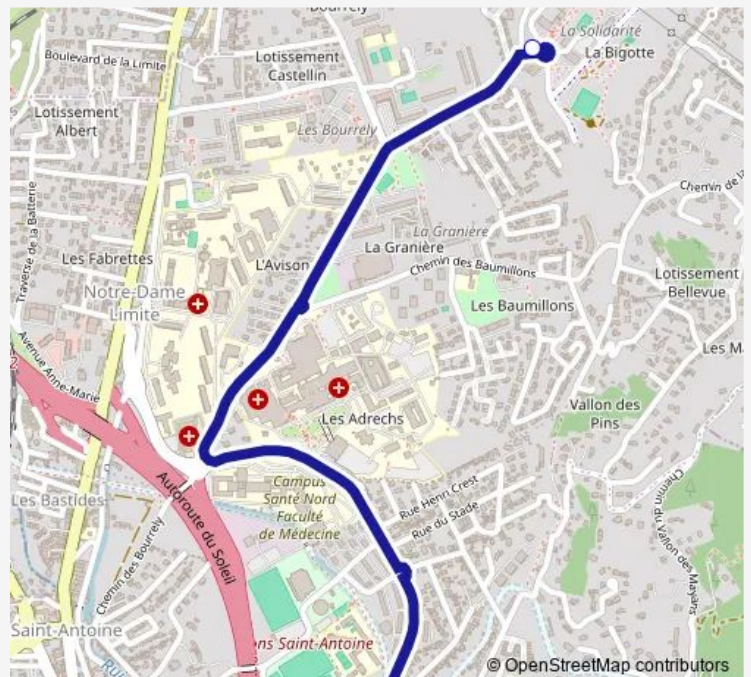 Bourrely
La Solidarité
La Bigotte
Boulevard de la Limite
Lotissement
Castellin
Lotissement
Albert
Les Bourrely
Chemin de la
Traverse de la Batterie
La Granière
La Granière
Les Fabrettes
L'Avison
Chemin des Baumillons
Lotissement
Bellevue
Notre-Dame
Limite
Les Baumillons
Avenue Anne-Marie
2
Les M
Vallon des
Pins
Les Adrechs
Les Bastides
Autoroute du Soleil
Campus
Santé Nord
Faculté
de Médecine
Rue Henri Crest
Rue du Stade
Chemin du Vallon des Mayans
Chemin des Bourrely
Saint-Antoine
ons Saint-Antoine
© OpenStreetMap contributors